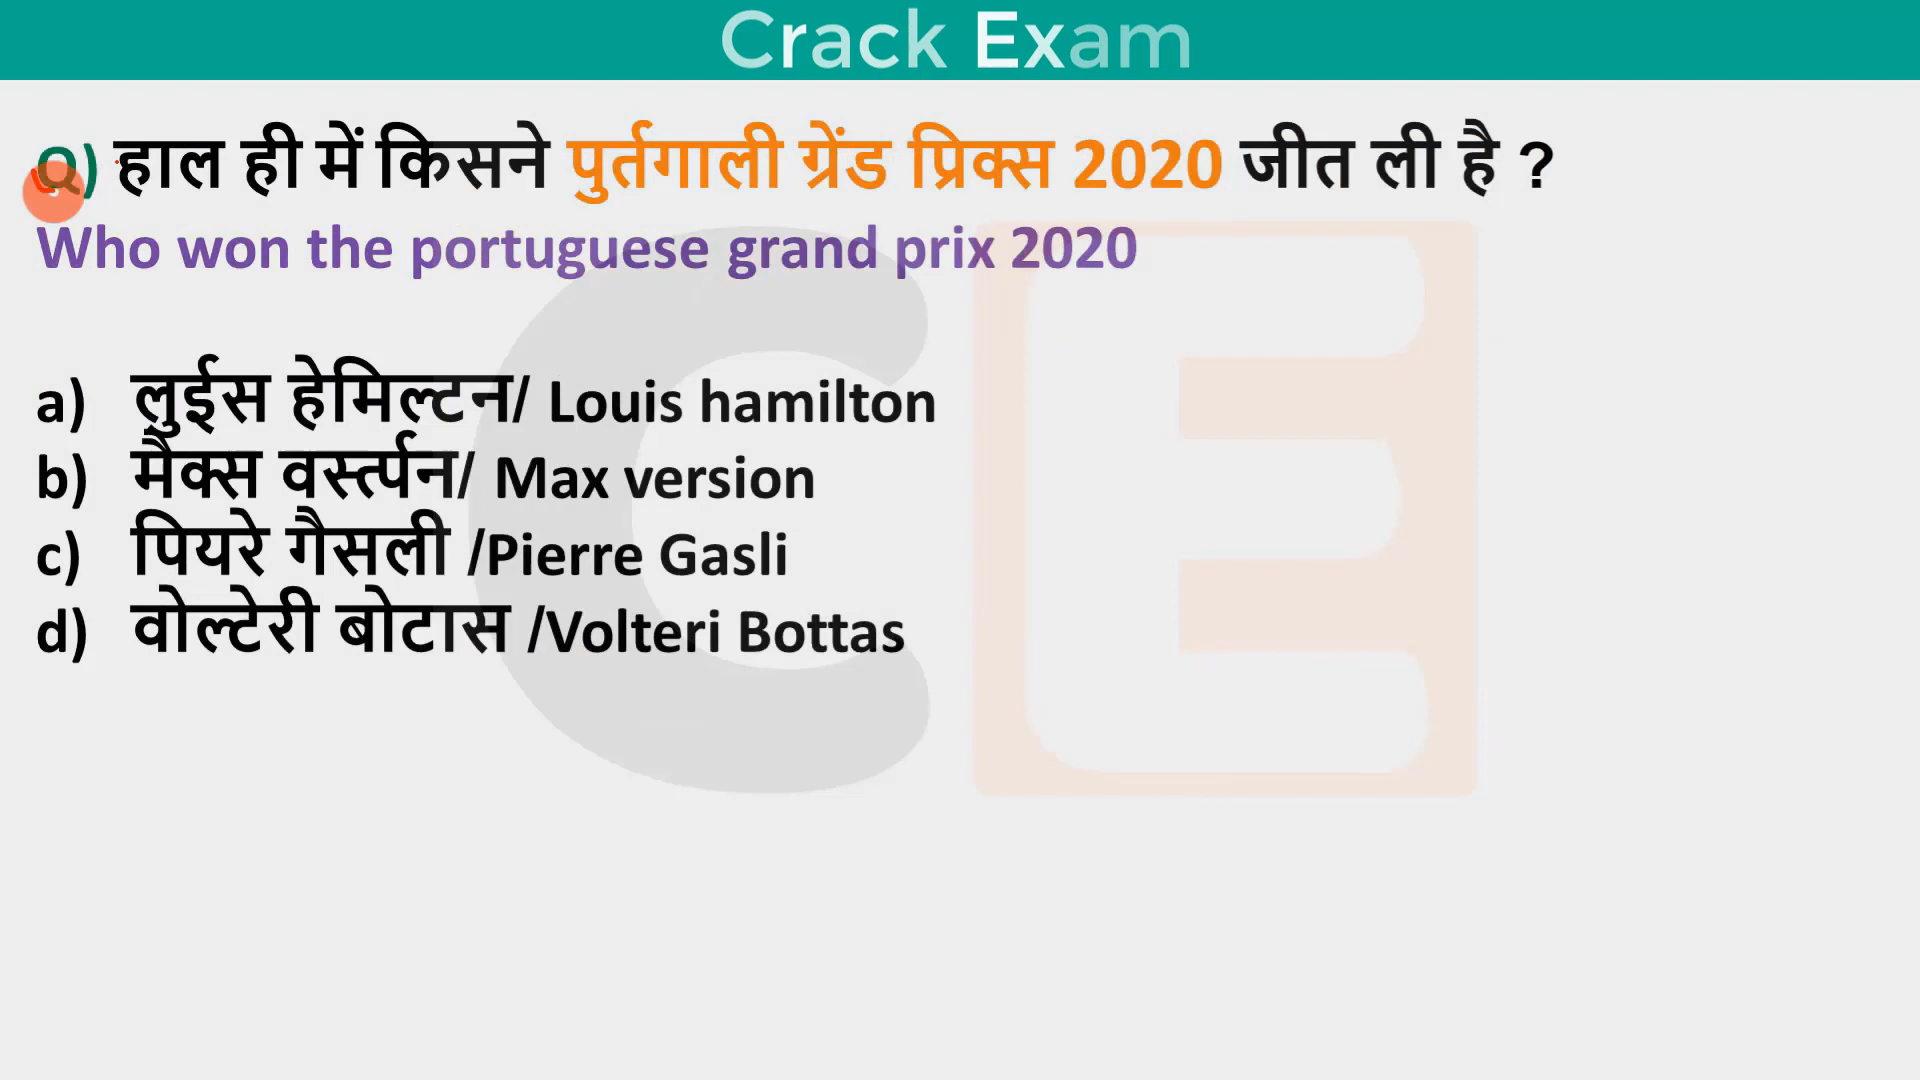 Crack Exam
Q) हाल ही में किसने पुर्तगाली ग्रेंड प्रिक्स 2020 जीत ली है ?
Who won the portuguese grand prix 2020
a) लुईस हेमिल्टन/ Louis hamilton
b) मैक्स वर्स्त्पन/ Max version
c) पियरे गैसली /Pierre Gasli
d) वोल्टेरी बोटास /Volteri Bottas
CE